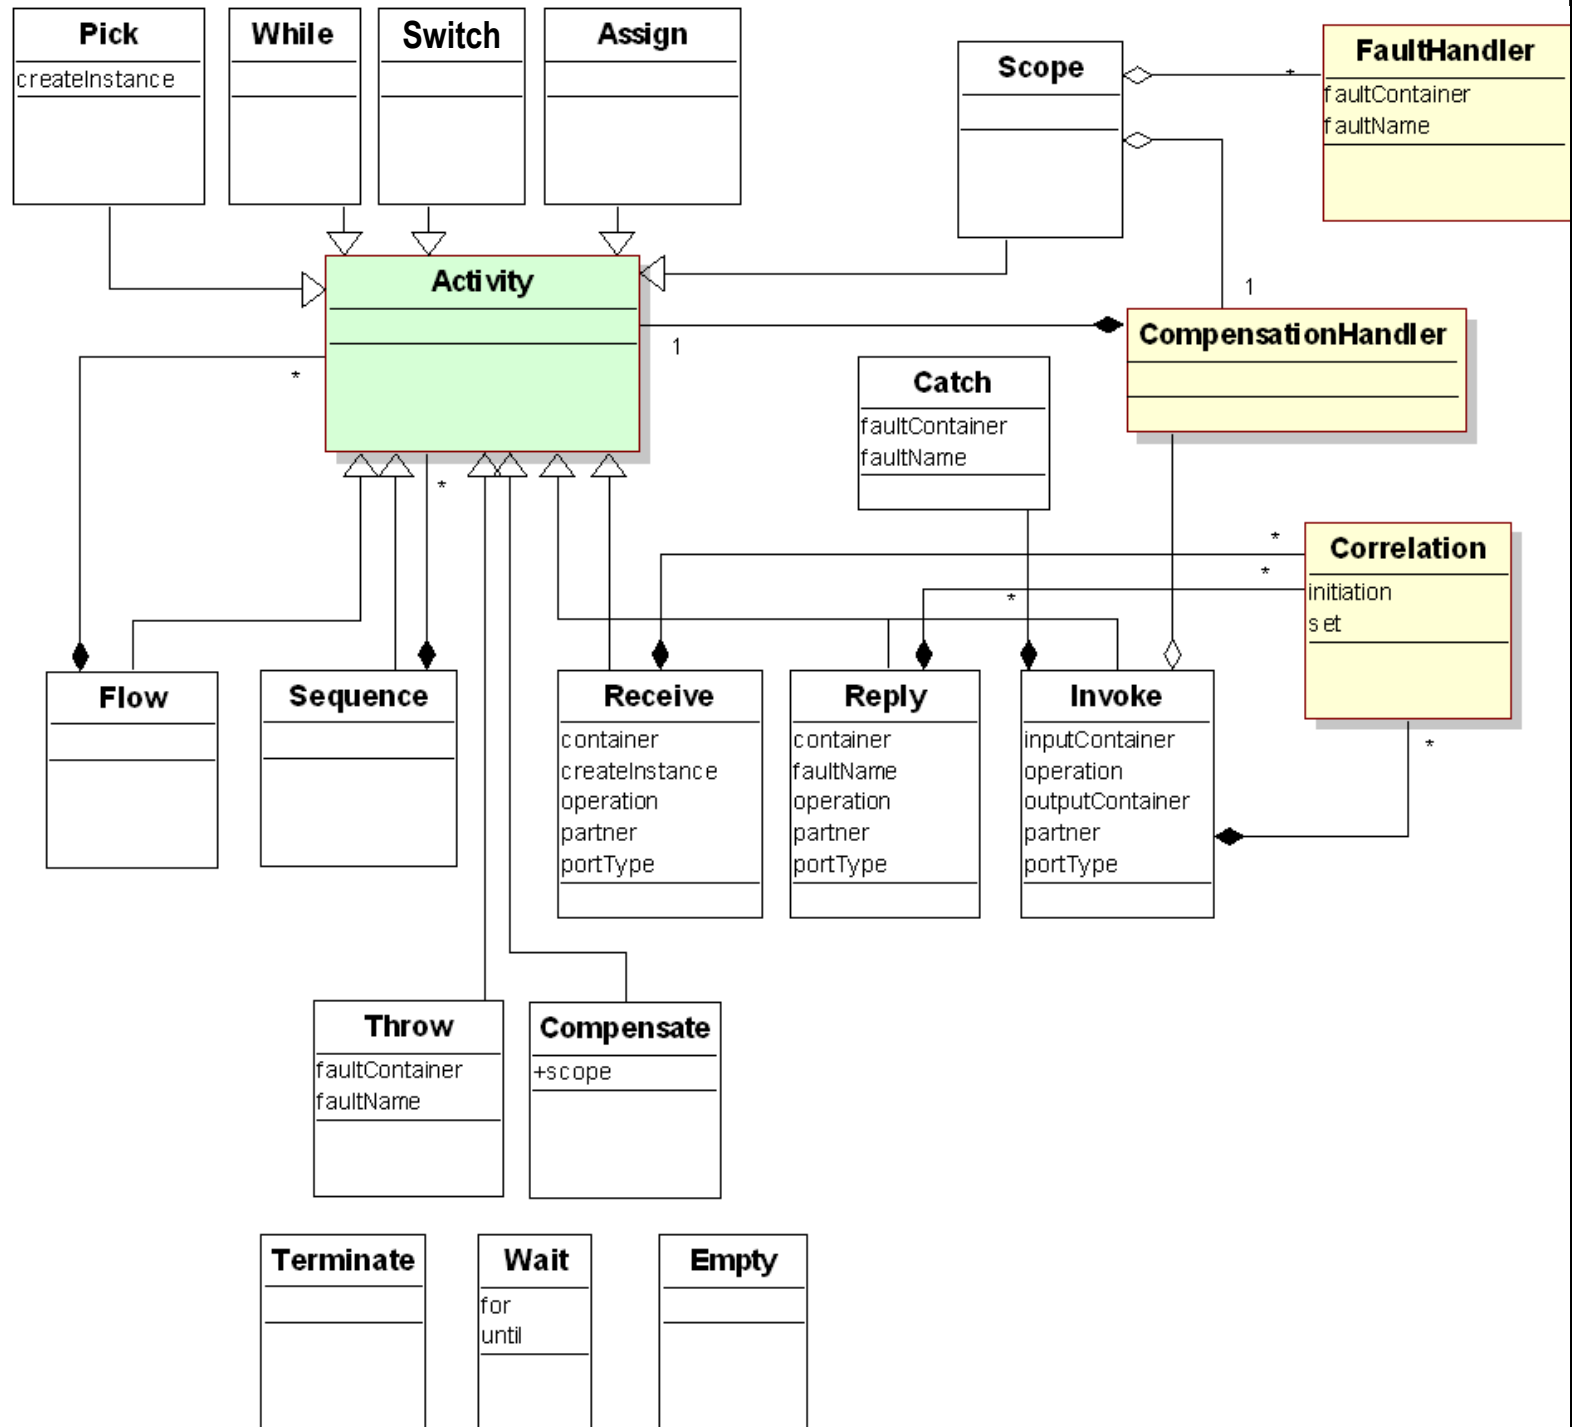 Pick
createInstance
While
Switch
Assign
Scope
*
FaultHandler
faultContainer
faultName
1
Activity
1
*
CompensationHandler
Catch
faultContainer
faultName
*
*
*
*
Correlation
initiation
set
*
Flow
Sequence
Receive
container
createInstance
operation
partner
portType
Reply
container
faultName
operation
partner
portType
Invoke
inputContainer
operation
outputContainer
partner
portType
Throw
faultContainer
faultName
Compensate
+scope
Terminate
Wait
for
until
Empty